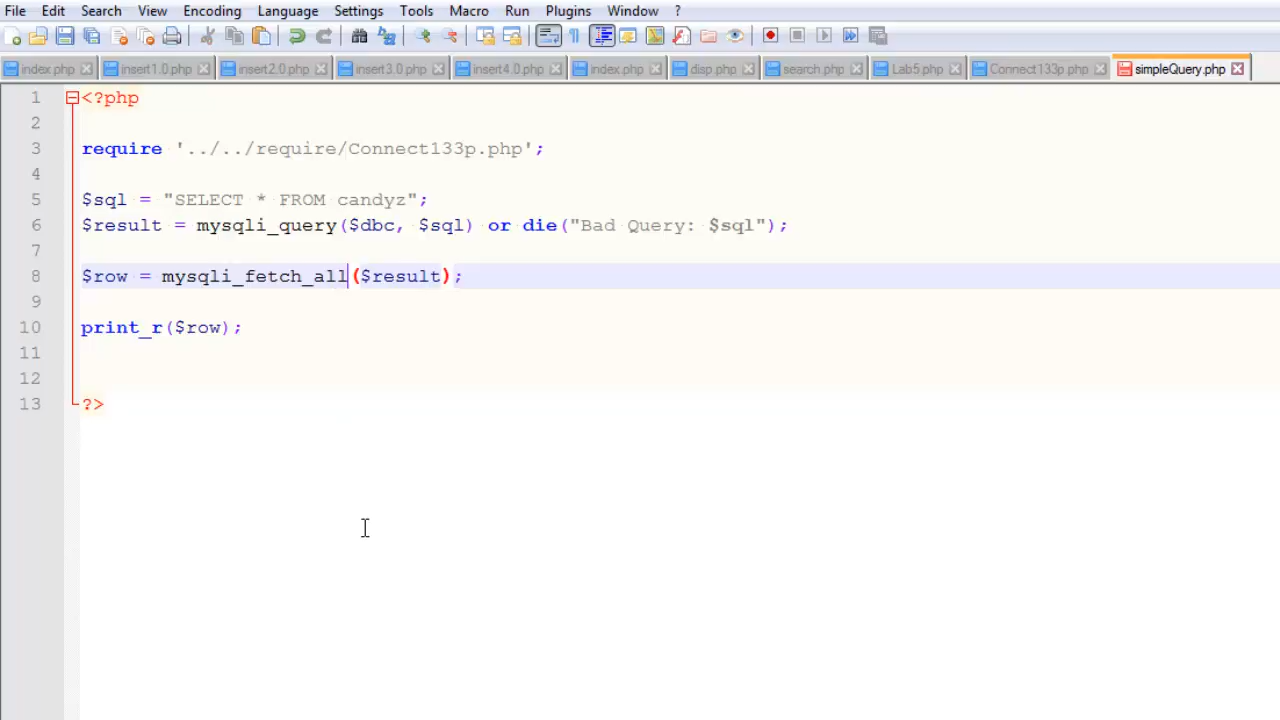 File Edit Search View Encoding Language Settings Tools Macro Run Plugins Window ?
index.php insert1.0.php insert2.0.php insert3.0.php insert4.0.php index.php disp.php search.php Lab5.php Connect133p.php simpleQuery.php
1 <?php
2
3 require '../../require/Connect133p.php';
4
5 $sql = "SELECT * FROM candyz";
6 $result = mysqli_query($dbc, $sql) or die("Bad Query: $sql");
7
8 $row = mysqli_fetch_all($result);
9
10 print_r($row);
11
12
13 ?>